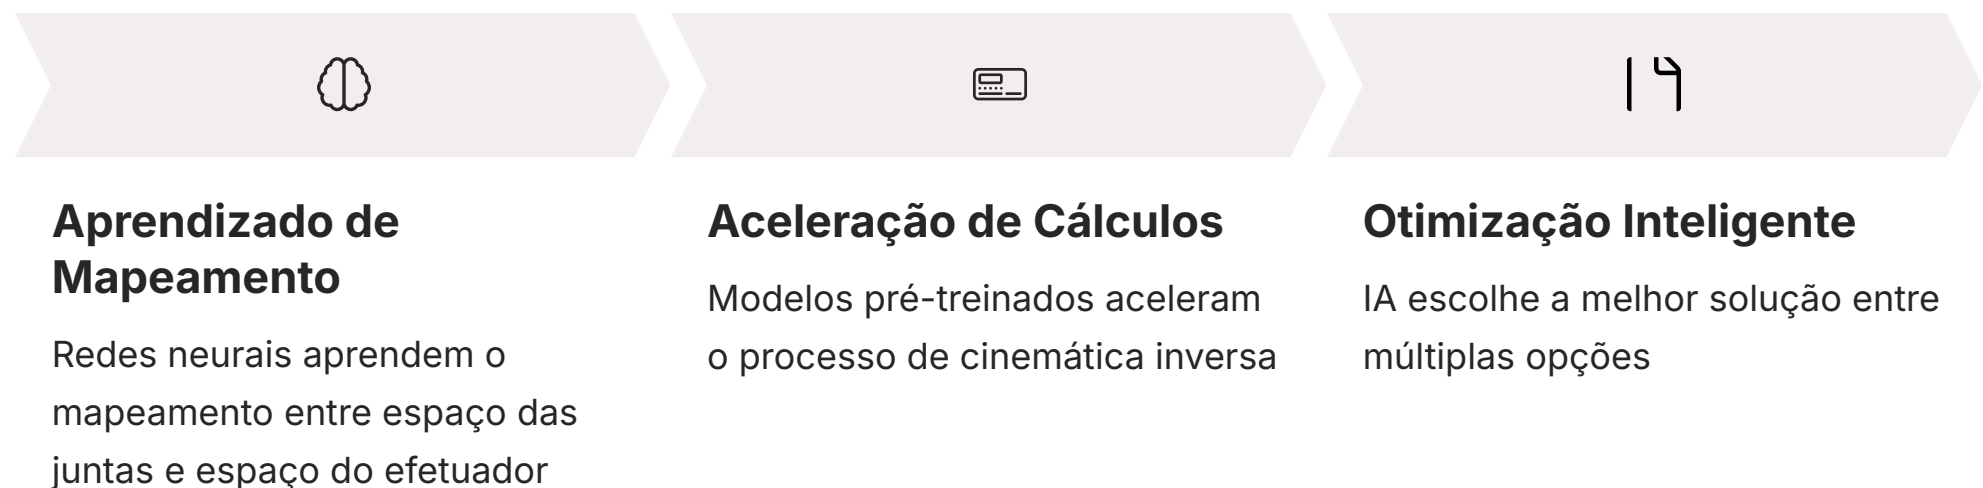 Aprendizado de
Mapeamento
Redes neurais aprendem o
mapeamento entre espaço das
juntas e espaço do efetuador
Aceleração de Cálculos
Modelos pré-treinados aceleram
o processo de cinemática inversa
Otimização Inteligente
IA escolhe a melhor solução entre
múltiplas opções